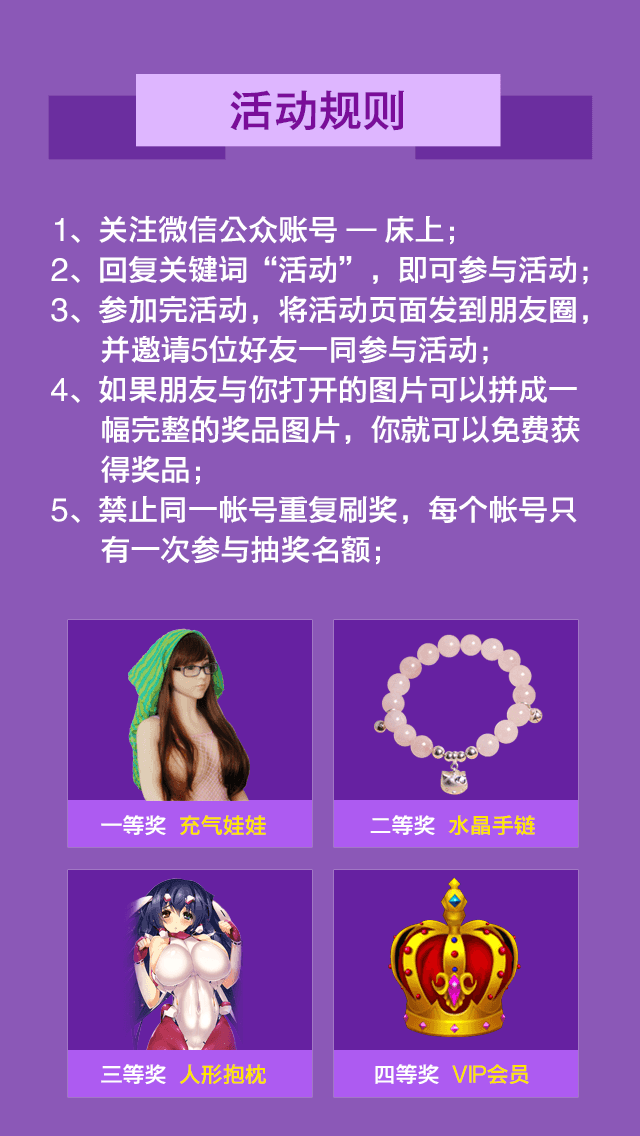 活动规则
1、关注微信公众账号 — 床上；
2、回复关键词“活动”，即可参与活动；
3、参加完活动，将活动页面发到朋友圈，
并邀请5位好友一同参与活动；
4、如果朋友与你打开的图片可以拼成一
幅完整的奖品图片，你就可以免费获
得奖品；
5、禁止同一帐号重复刷奖，每个帐号只
有一次参与抽奖名额；
一等奖 充气娃娃
二等奖 水晶手链
三等奖 人形抱枕
四等奖 VIP会员